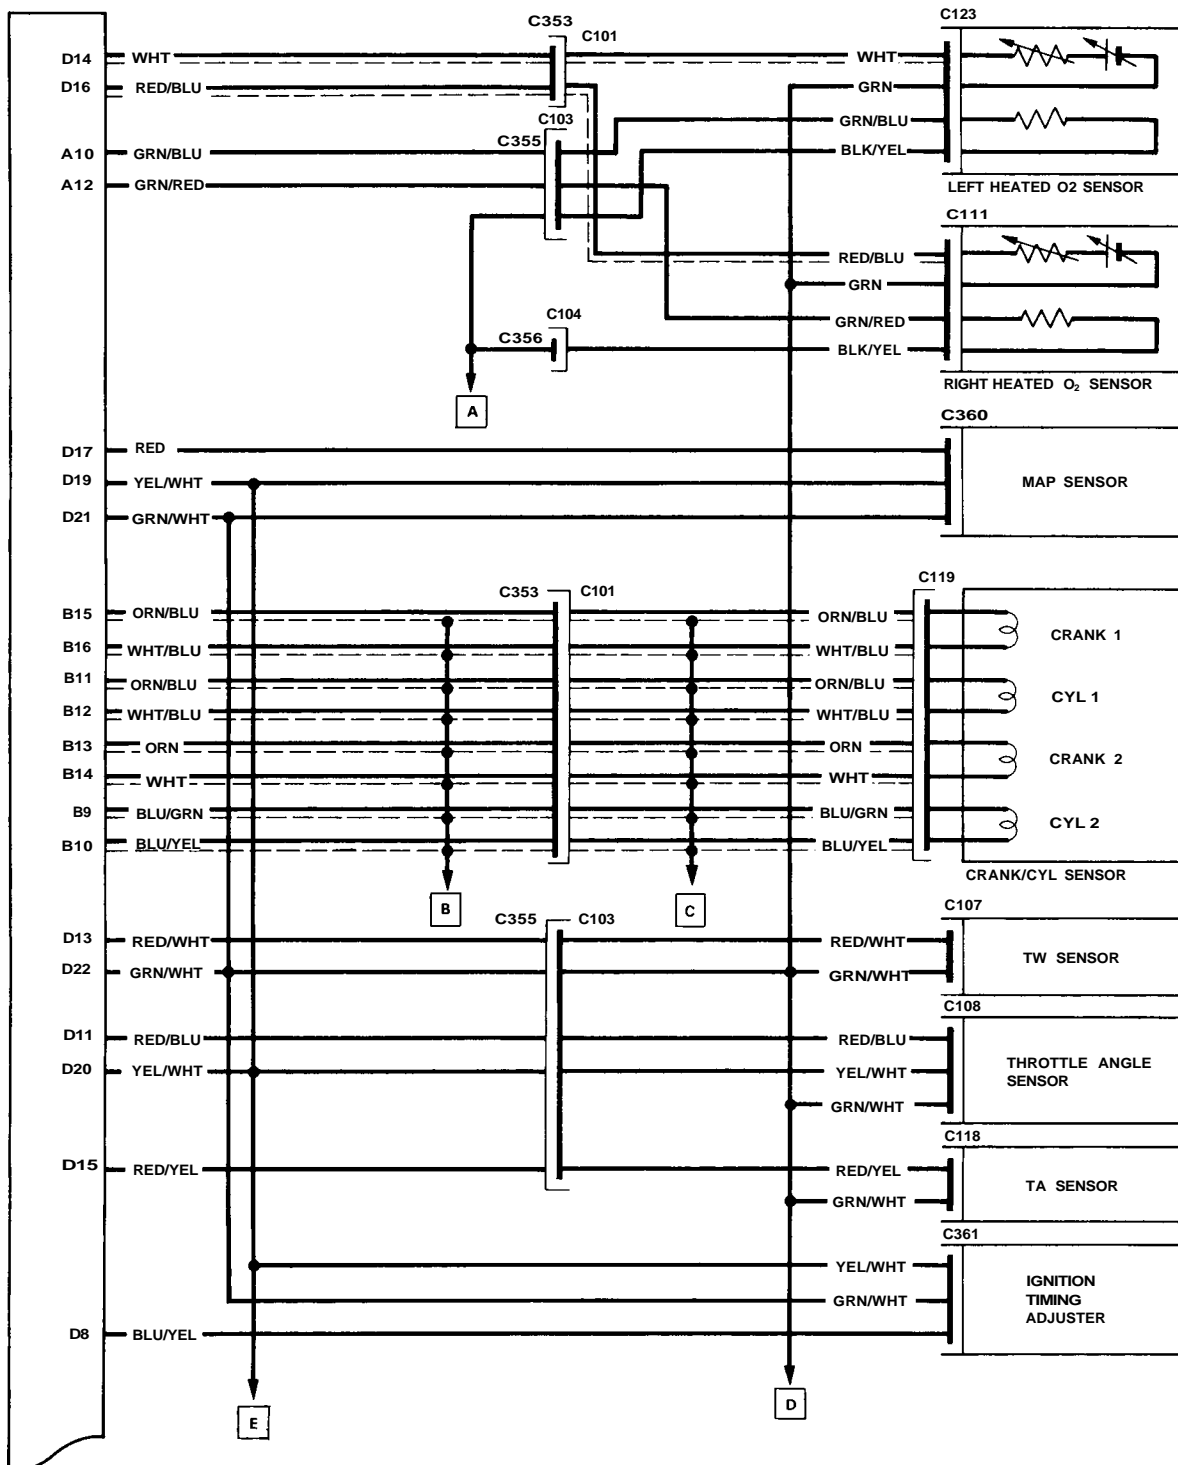 C353 C101 C123
D14 WHT WHT
D16 RED/BLU GRN
C103
C355 GRN/BLU
A10 GRN/BLU BLK/YEL
A12 GRN/RED
LEFT HEATED O2 SENSOR
C111
RED/BLU
GRN
C104 GRN/RED
C356 BLK/YEL
RIGHT HEATED O₂ SENSOR
A
C360
D17 RED
D19 YEL/WHT MAP SENSOR
D21 GRN/WHT
C353 C101 C119
B15 ORN/BLU ORN/BLU
CRANK 1
B16 WHT/BLU WHT/BLU
B11 ORN/BLU ORN/BLU
CYL 1
B12 WHT/BLU WHT/BLU
B13 ORN ORN
CRANK 2
B14 WHT WHT
B9 BLU/GRN BLU/GRN
CYL 2
B10 BLU/YEL BLU/YEL
CRANK/CYL SENSOR
B C
C355 C103 C107
D13 RED/WHT RED/WHT
TW SENSOR
D22 GRN/WHT GRN/WHT
C108
D11 RED/BLU RED/BLU
D20 YEL/WHT YEL/WHT
THROTTLE ANGLE
SENSOR
GRN/WHT
C118
D15 RED/YEL RED/YEL
TA SENSOR
GRN/WHT
C361
YEL/WHT
GRN/WHT
IGNITION
TIMING
ADJUSTER
D8 BLU/YEL
E D